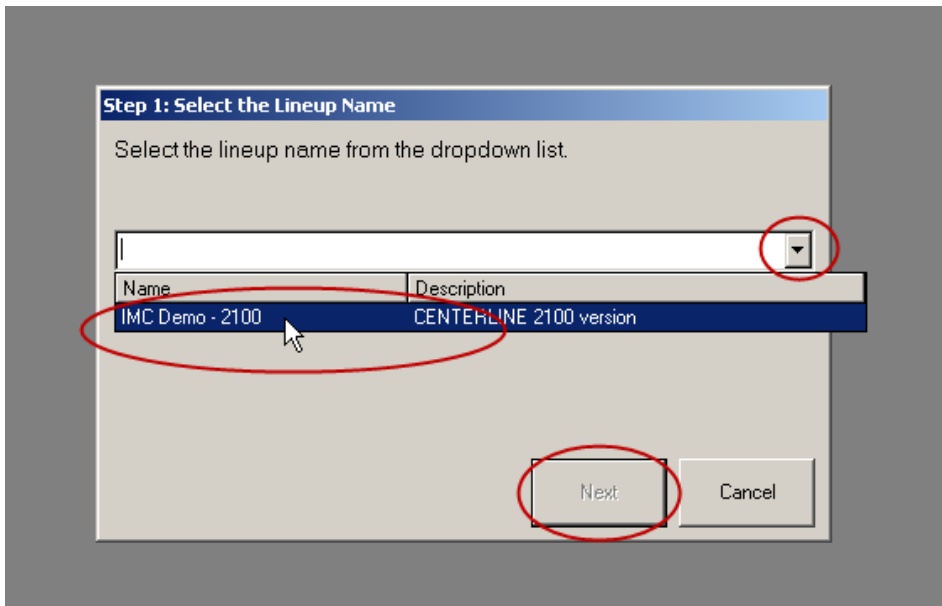 Step 1: Select the Lineup Name
Select the lineup name from the dropdown list.
Name Description
IMC Demo - 2100 CENTERLINE 2100 version
Next Cancel